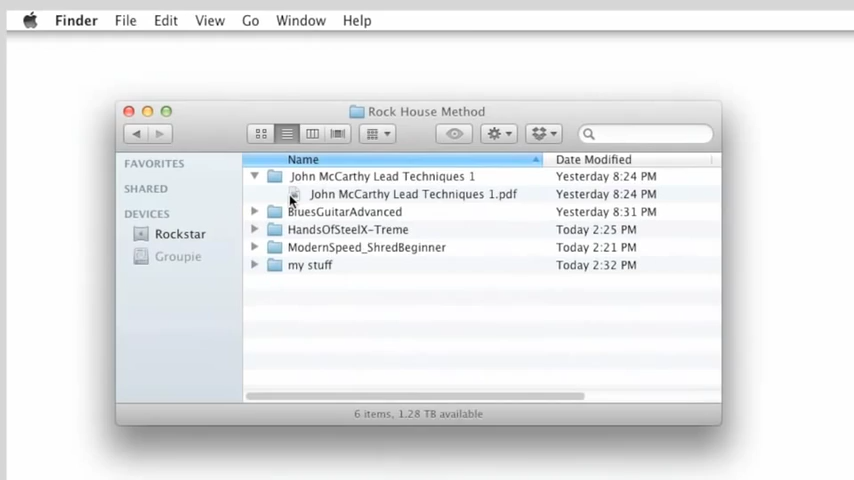 Finder File Edit View Go Window Help
Rock House Method
FAVORITES
SHARED
DEVICES
Rockstar
Groupie
Name Date Modified
John McCarthy Lead Techniques 1 Yesterday 8:24 PM
John McCarthy Lead Techniques 1.pdf Yesterday 8:24 PM
BluesGuitarAdvanced Yesterday 8:31 PM
HandsOfSteelX-Treme Today 2:25 PM
ModernSpeed_ShredBeginner Today 2:21 PM
my stuff Today 2:32 PM
6 items, 1.28 TB available